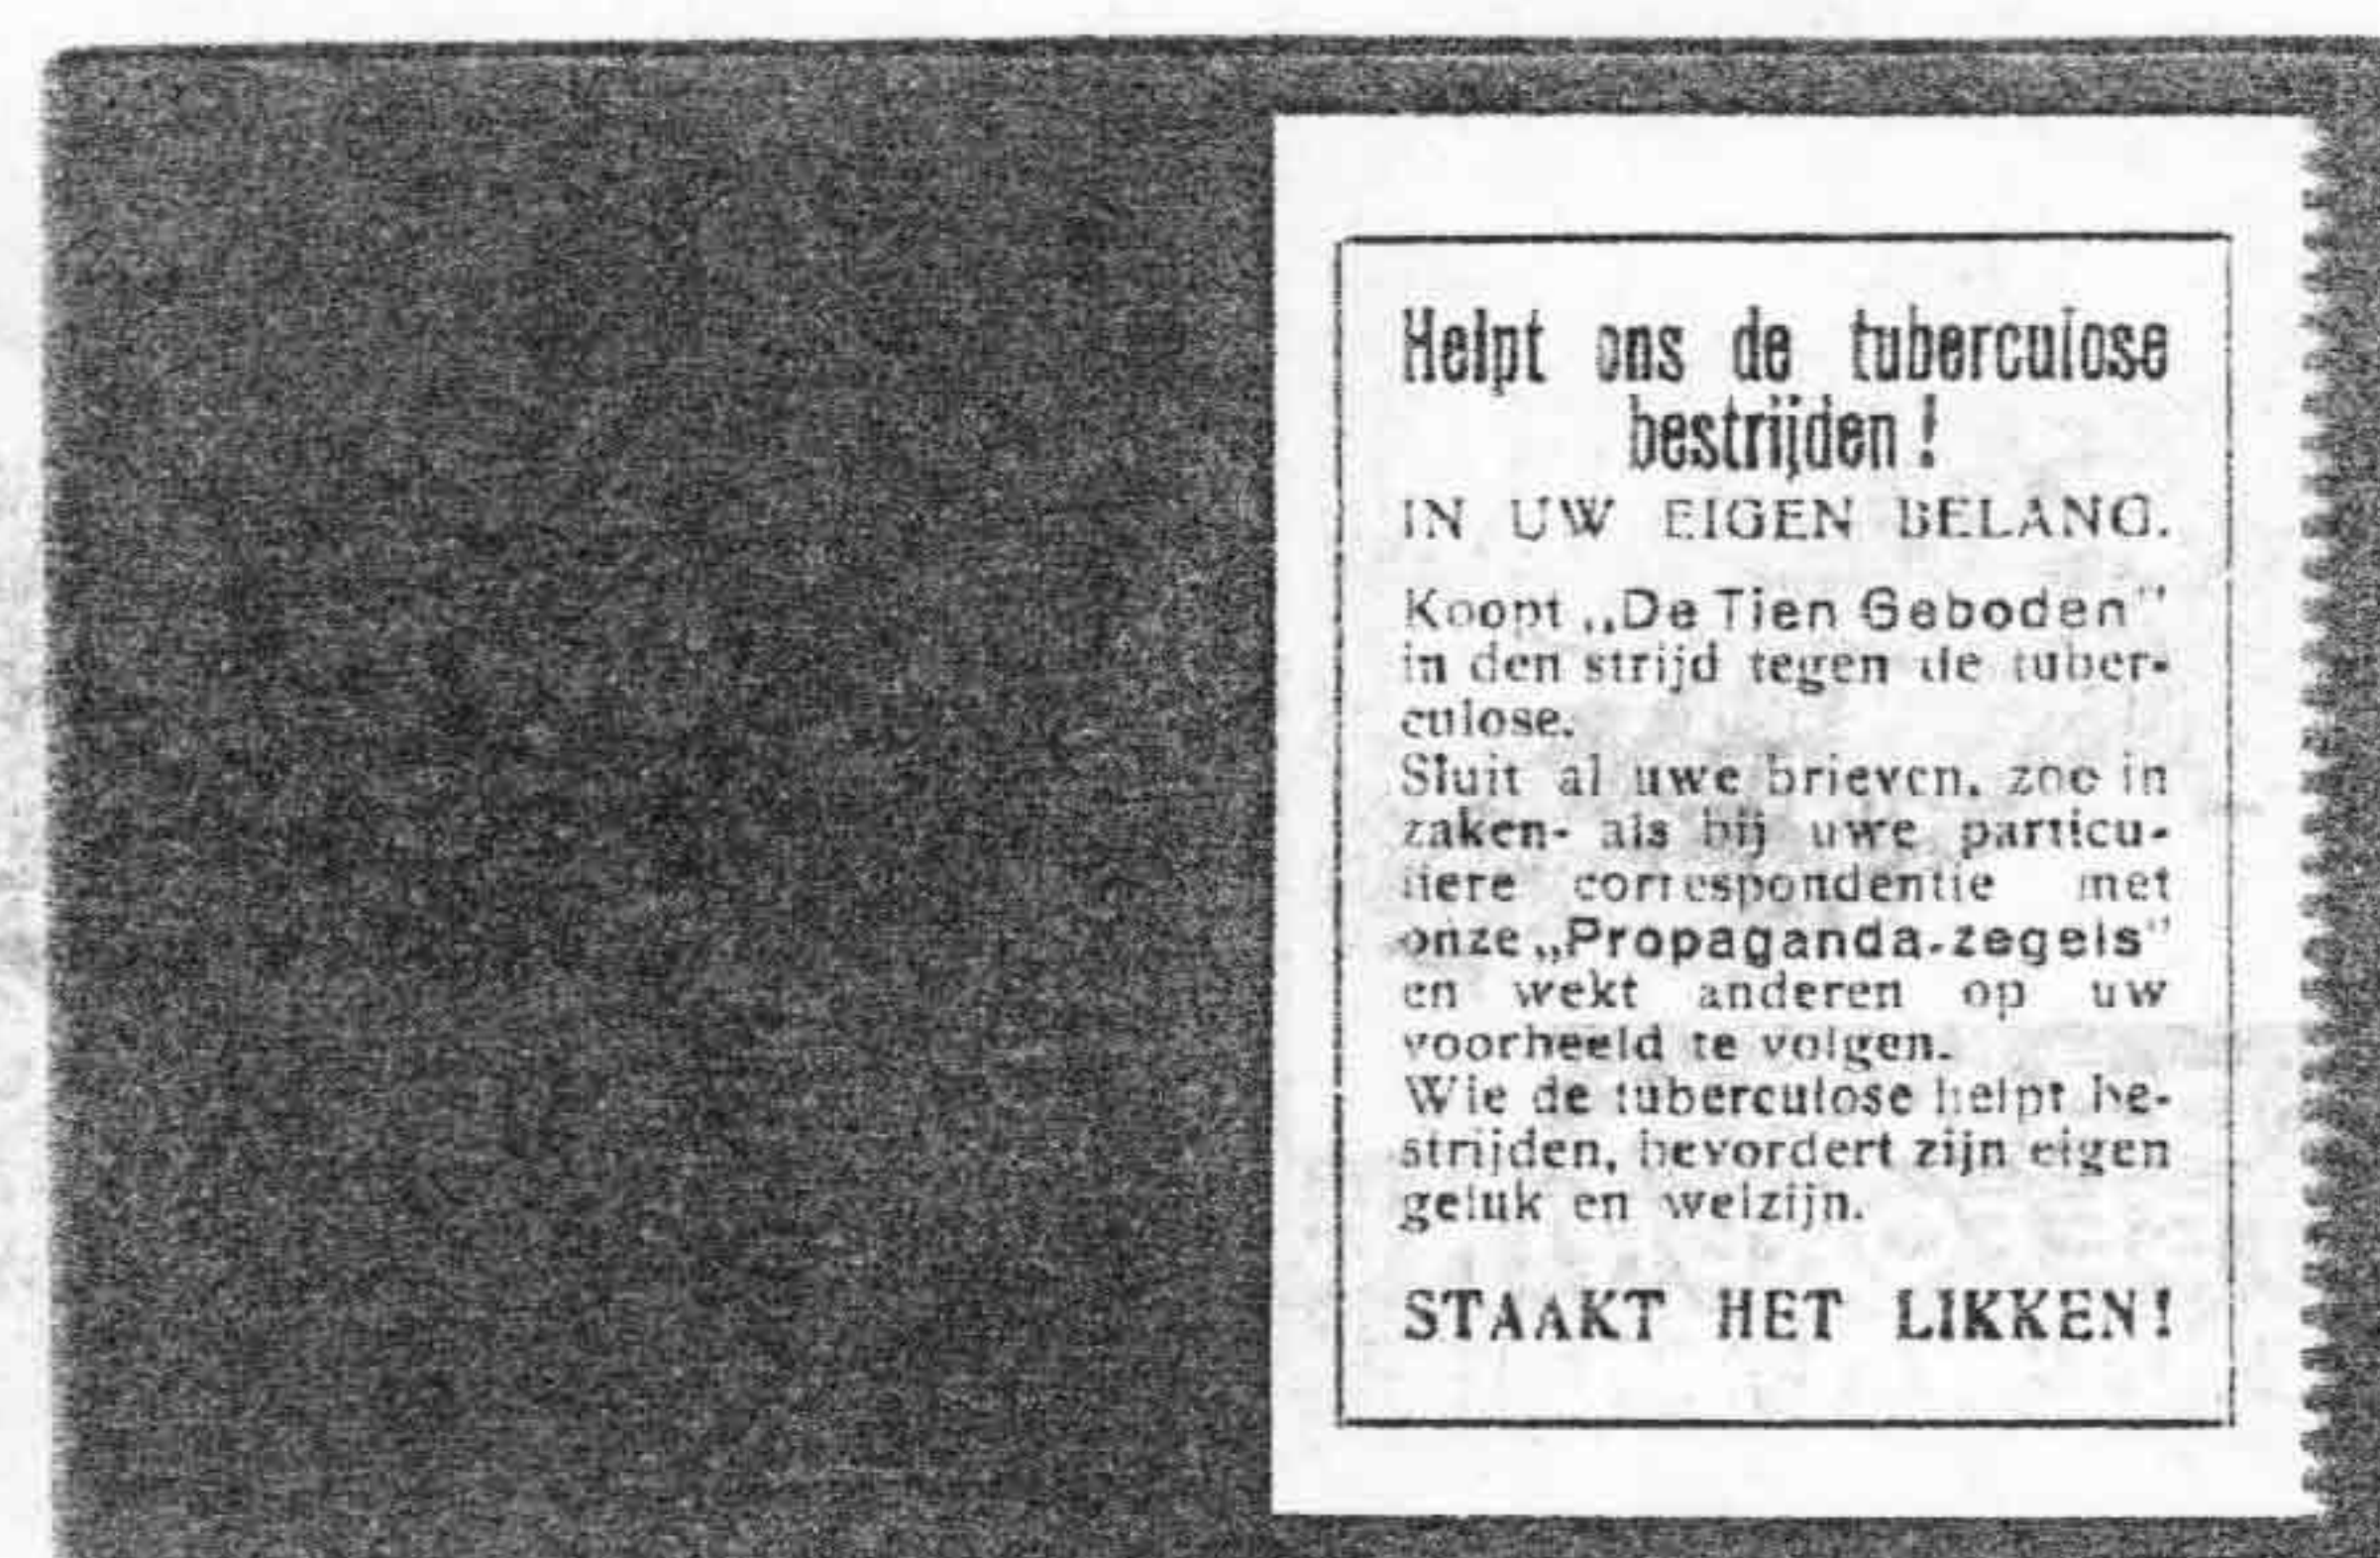 Helpt ons de tuberculose
bestrijden!
IN UW EIGEN BELANG.
Koopt „De Tien Geboden"
in den strijd tegen de tuber-
culose.
Sluit al uwe brieven, zoo in
zaken- als bij uwe particu-
liere correspondentie met
onze „Propaganda-zegels"
en wekt anderen op uw
voorbeeld te volgen.
Wie de tuberculose helpt be-
strijden, bevordert zijn eigen
geluk en welzijn.
STAAKT HET LIKKEN!